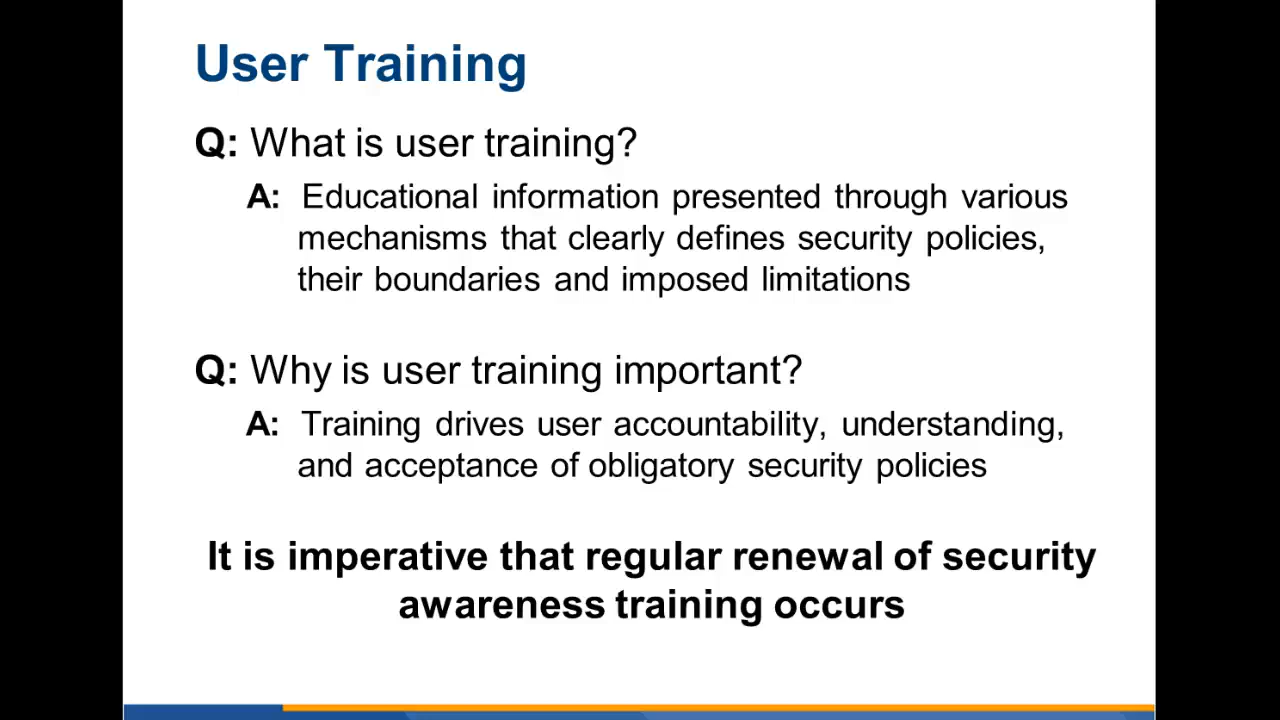 User Training
Q: What is user training?
A: Educational information presented through various
mechanisms that clearly defines security policies,
their boundaries and imposed limitations
Q: Why is user training important?
A: Training drives user accountability, understanding,
and acceptance of obligatory security policies
It is imperative that regular renewal of security
awareness training occurs